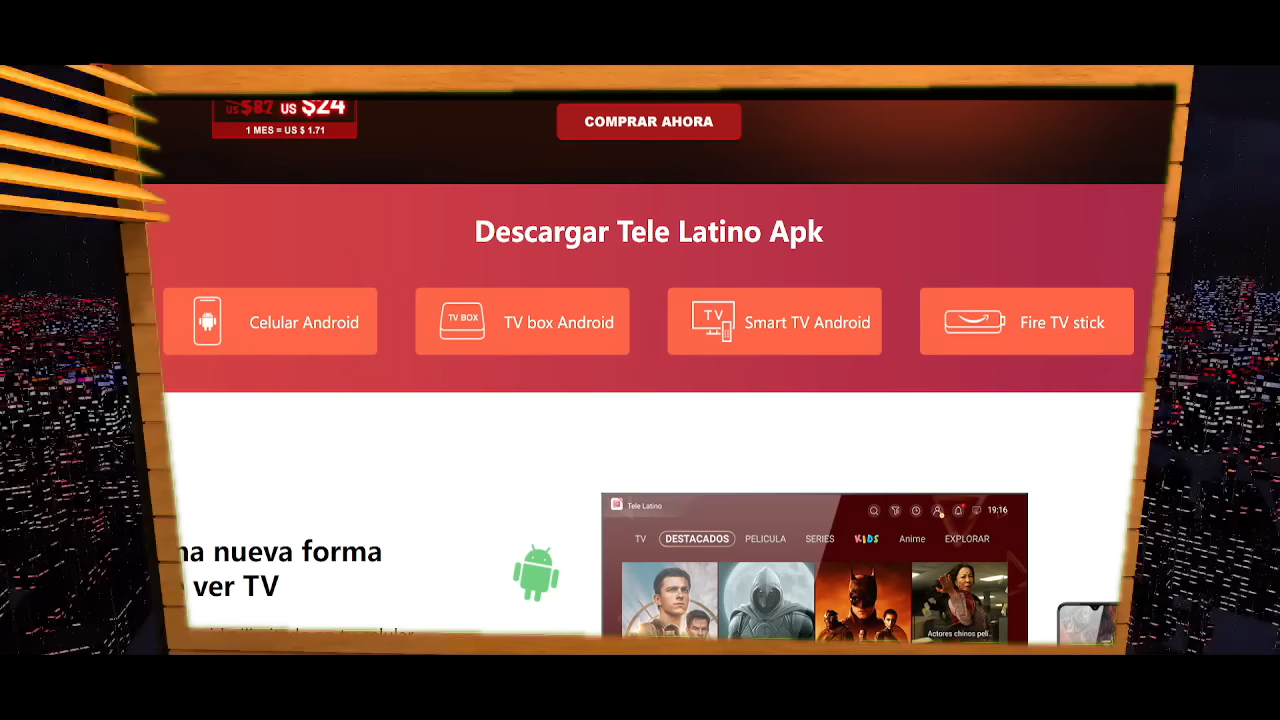 US $87 US $24
1 MES = US $ 1.71
COMPRAR AHORA
Descargar Tele Latino Apk
Celular Android
TV BOX
TV box Android
TV
Smart TV Android
Fire TV stick
nueva forma
ver TV
Tele Latino
19:16
TV DESTACADOS PELICULA SERIES KIDS Anime EXPLORAR
Actores chinos peli...